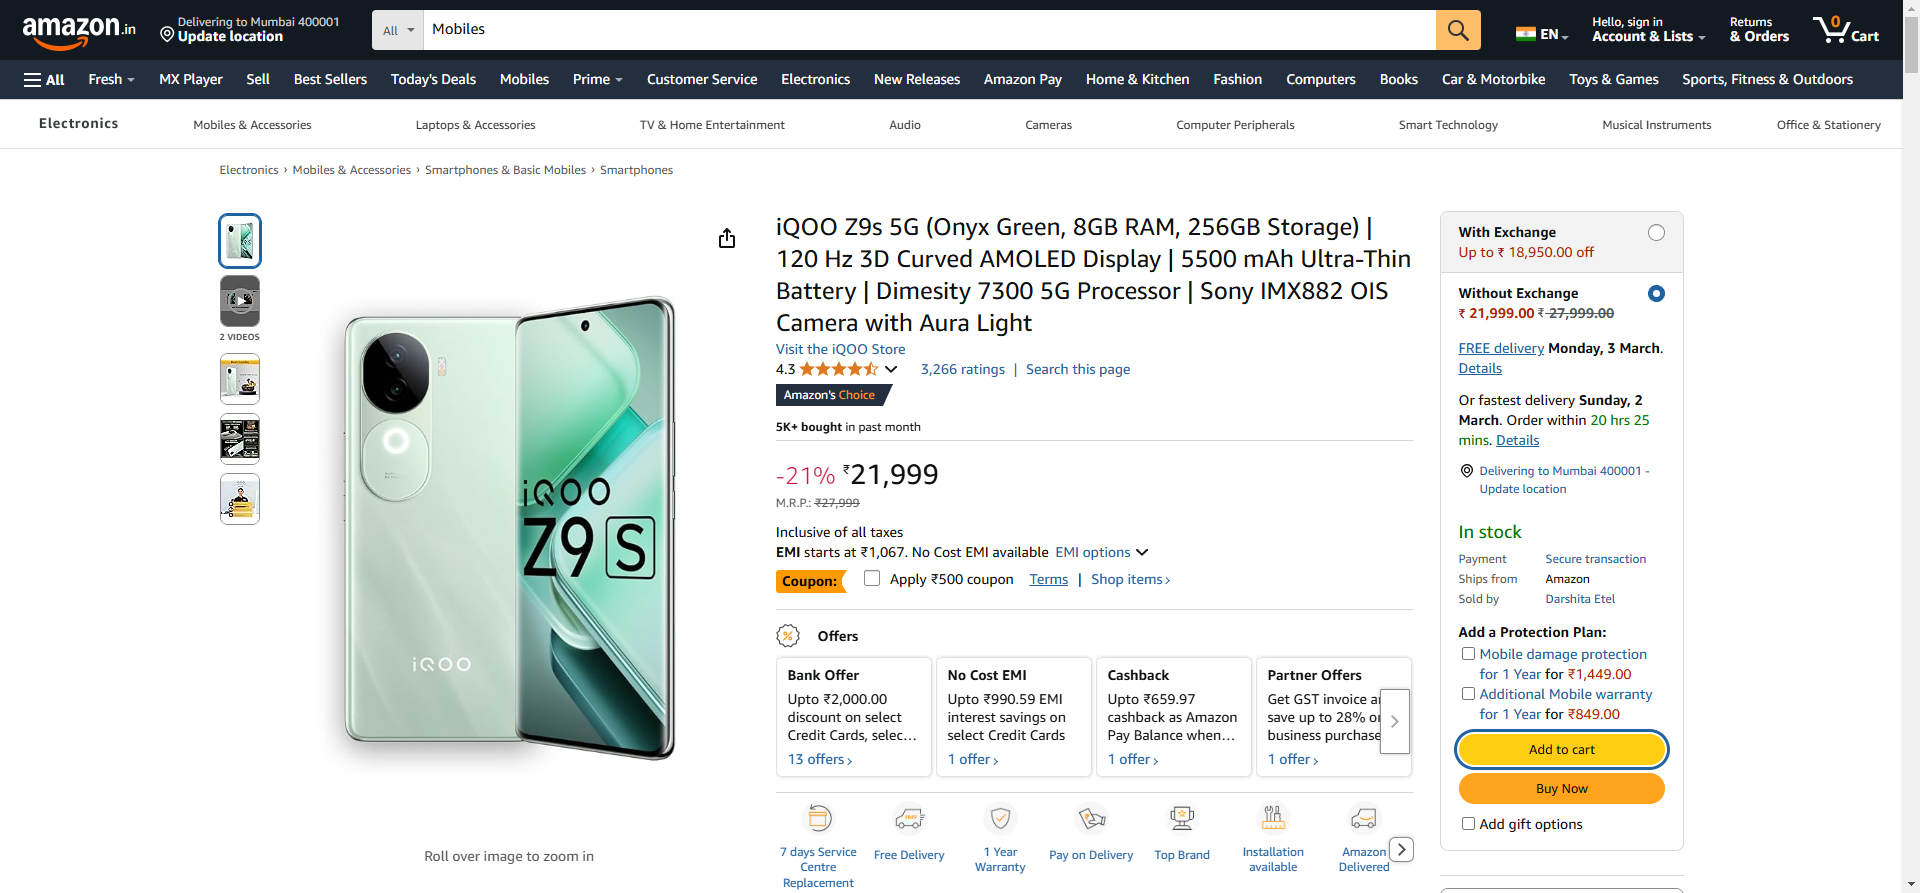 amazon.in
Delivering to Mumbai 400001
Update location
All
Mobiles
EN
Hello, sign in
Account & Lists
Returns
& Orders
0
Cart
All
Fresh
MX Player
Sell
Best Sellers
Today's Deals
Mobiles
Prime
Customer Service
Electronics
New Releases
Amazon Pay
Home & Kitchen
Fashion
Computers
Books
Car & Motorbike
Toys & Games
Sports, Fitness & Outdoors
Electronics
Mobiles & Accessories
Laptops & Accessories
TV & Home Entertainment
Audio
Cameras
Computer Peripherals
Smart Technology
Musical Instruments
Office & Stationery
Electronics › Mobiles & Accessories › Smartphones & Basic Mobiles › Smartphones
2 VIDEOS
iQOO
Z9S
iQOO
Roll over image to zoom in
iQOO Z9s 5G (Onyx Green, 8GB RAM, 256GB Storage) |
120 Hz 3D Curved AMOLED Display | 5500 mAh Ultra-Thin
Battery | Dimesity 7300 5G Processor | Sony IMX882 OIS
Camera with Aura Light
Visit the iQOO Store
4.3
3,266 ratings | Search this page
Amazon's Choice
5K+ bought in past month
-21% ₹21,999
M.R.P.: ₹27,999
Inclusive of all taxes
EMI starts at ₹1,067. No Cost EMI available EMI options
Coupon: Apply ₹500 coupon Terms | Shop items›
Offers
Bank Offer
Upto ₹2,000.00
discount on select
Credit Cards, selec...
13 offers ›
No Cost EMI
Upto ₹990.59 EMI
interest savings on
select Credit Cards
1 offer ›
Cashback
Upto ₹659.97
cashback as Amazon
Pay Balance when...
1 offer ›
Partner Offers
Get GST invoice a
save up to 28% o
business purchase
1 offer ›
7 days Service
Centre
Replacement
Free Delivery
1 Year
Warranty
Pay on Delivery
Top Brand
Installation
available
Amazon
Delivered
With Exchange
Up to ₹ 18,950.00 off
Without Exchange
₹ 21,999.00 ₹ 27,999.00
FREE delivery Monday, 3 March.
Details
Or fastest delivery Sunday, 2
March. Order within 20 hrs 25
mins. Details
Delivering to Mumbai 400001 -
Update location
In stock
Payment Secure transaction
Ships from Amazon
Sold by Darshita Etel
Add a Protection Plan:
Mobile damage protection
for 1 Year for ₹1,449.00
Additional Mobile warranty
for 1 Year for ₹849.00
Add to cart
Buy Now
Add gift options